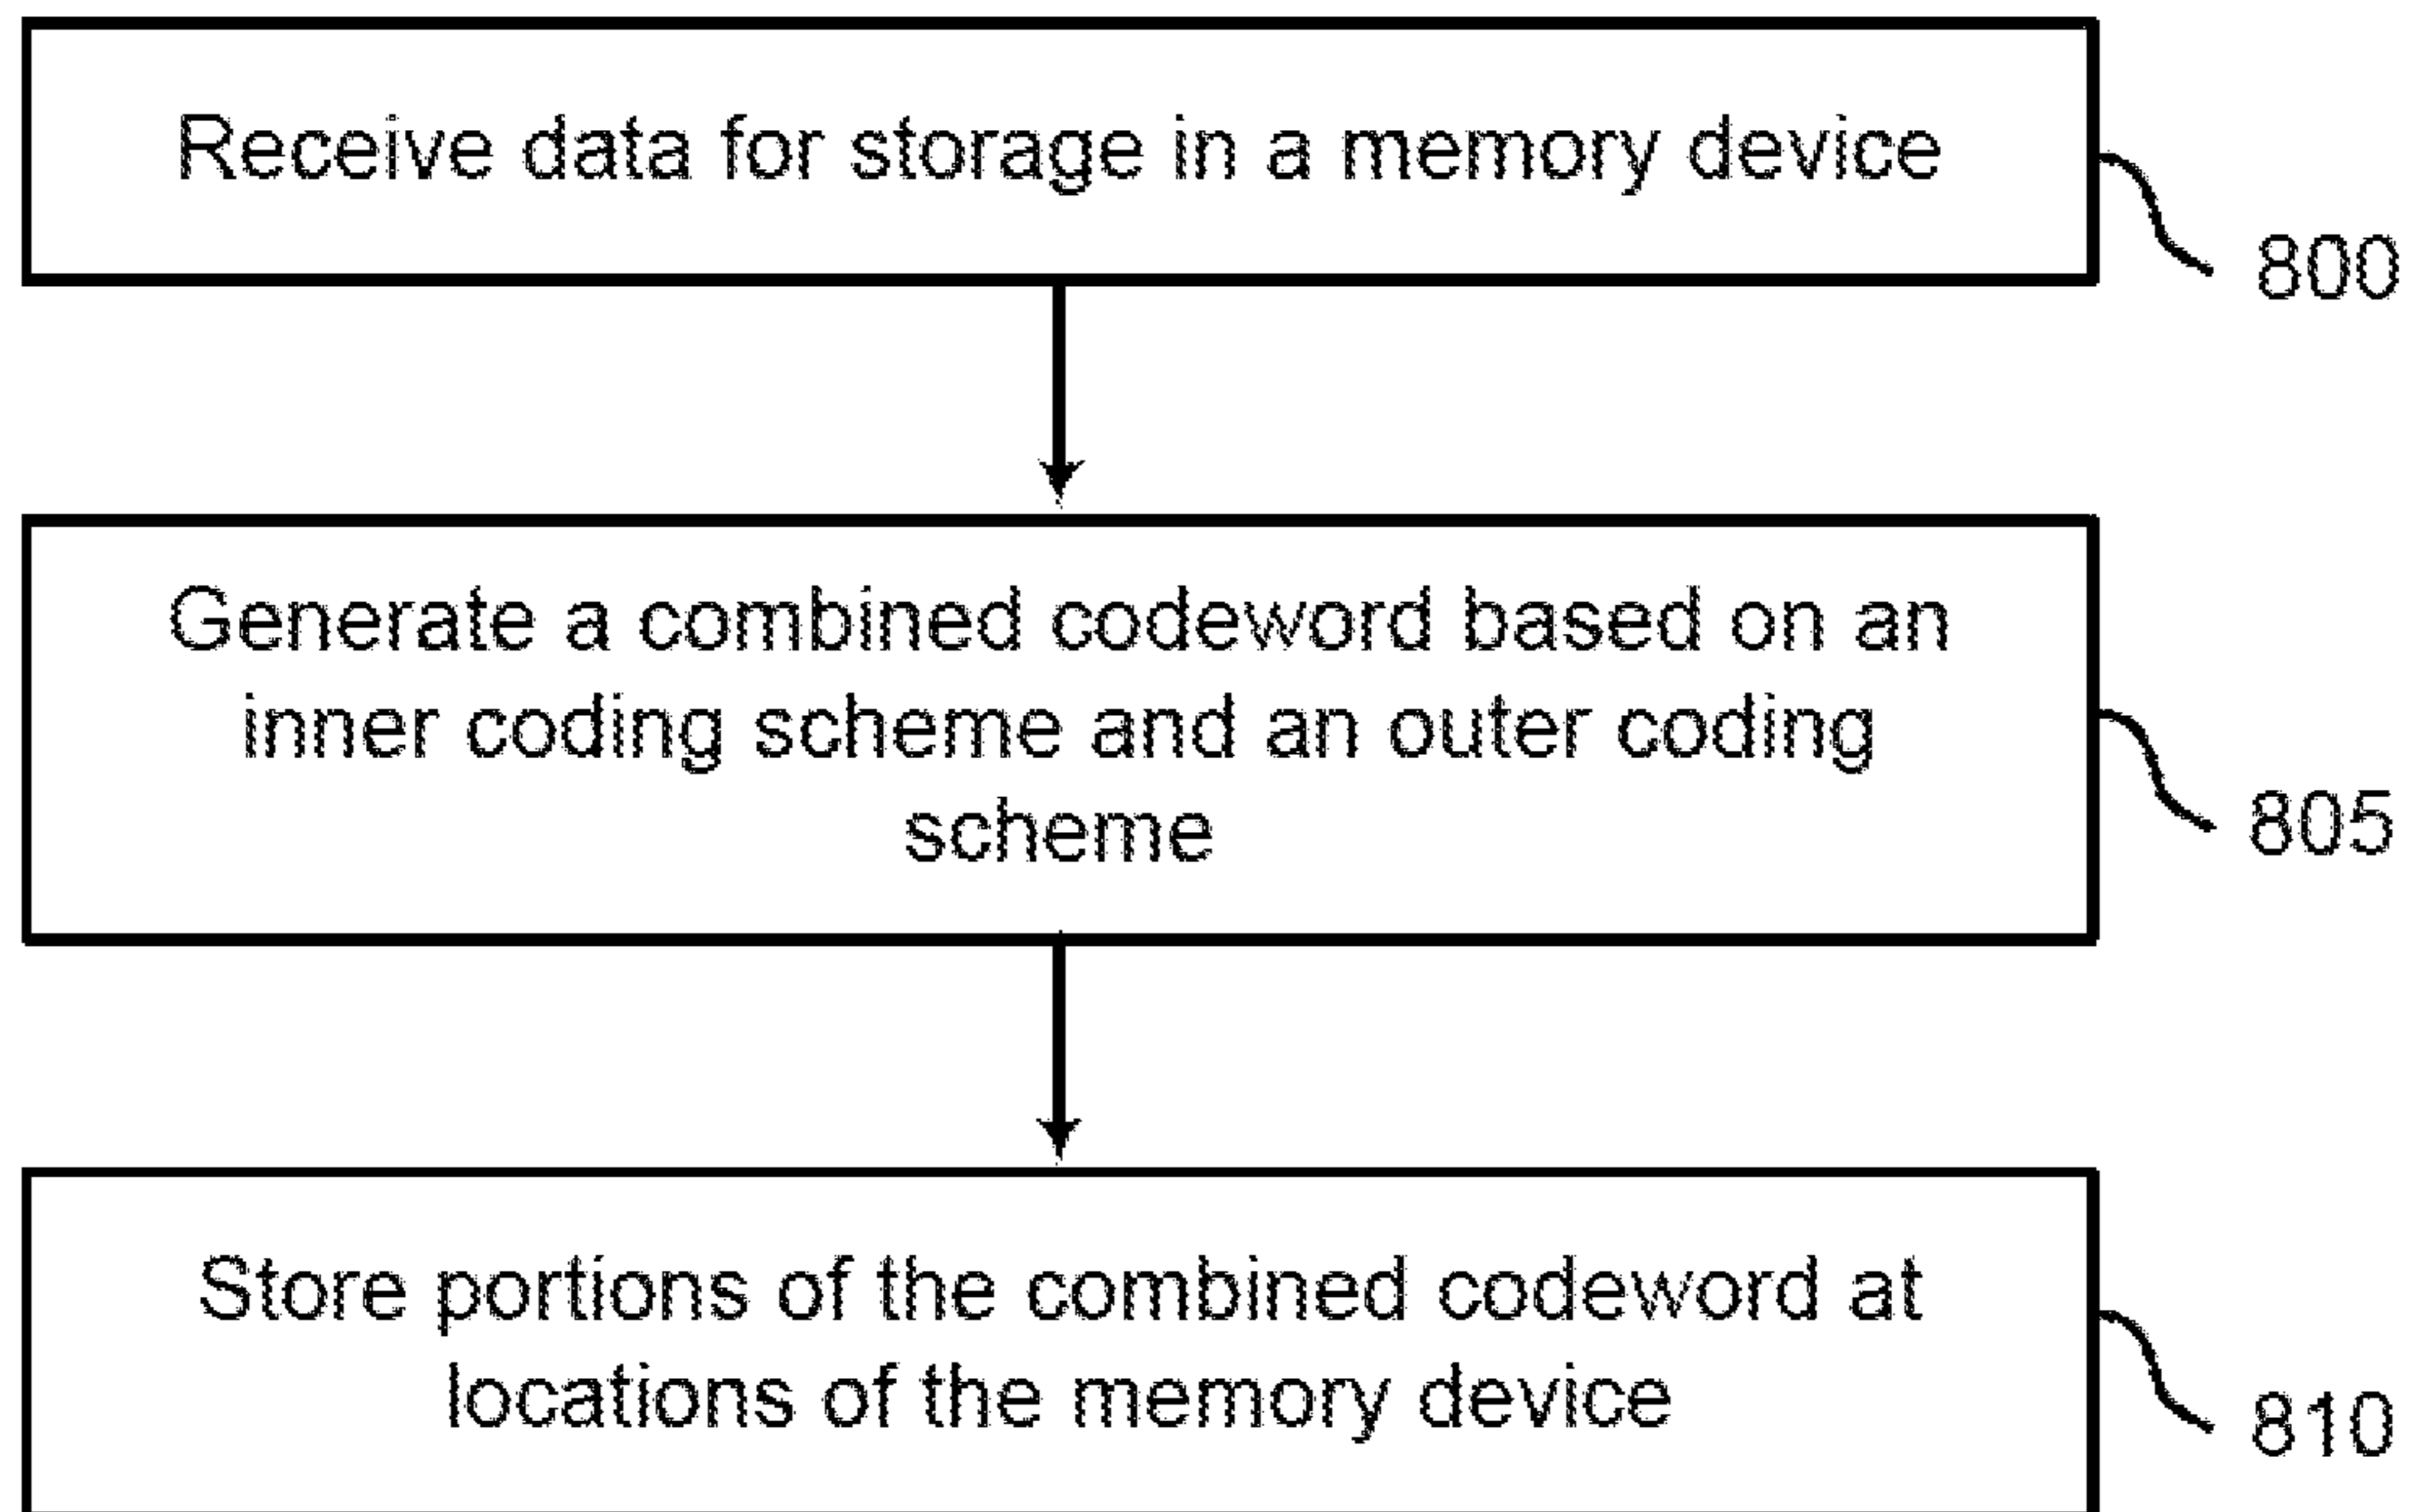 Receive data for storage in a memory device
800
Generate a combined codeword based on an
inner coding scheme and an outer coding
scheme
805
Store portions of the combined codeword at
locations of the memory device
810